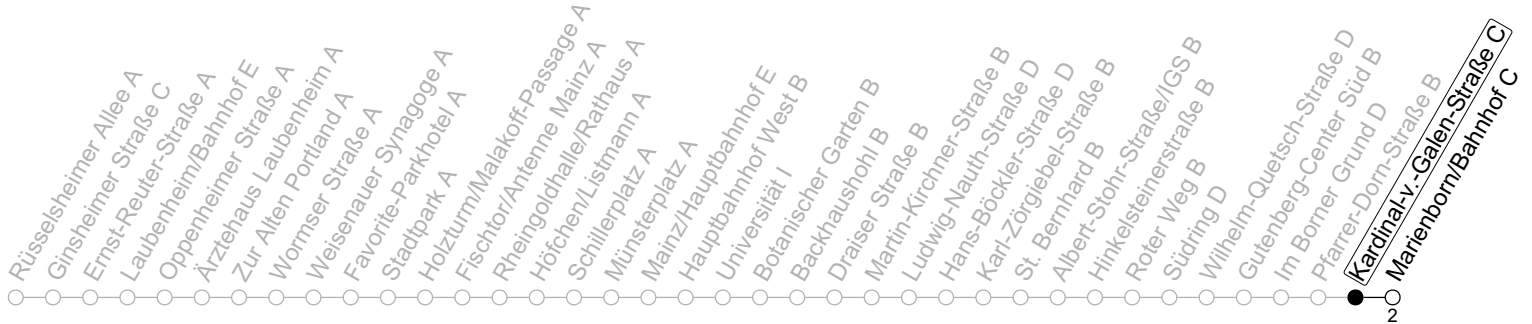 Rüsselsheimer Allee A
Ginsheimer Straße C
Ernst-Reuter-Straße A
Laubenheim/Bahnhof E
Oppenheimer Straße A
Ärztehaus Laubenheim A
Zur Alten Portland A
Wormser Straße A
Weisenauer Synagoge A
Favorite-Parkhotel A
Stadtpark A
Holzturm/Malakoff-Passage A
Fischtor/Antenne Mainz A
Rheingoldhalle/Rathaus A
Höfchen/Listmann A
Schillerplatz A
Münsterplatz A
Mainz/Hauptbahnhof E
Hauptbahnhof West B
Universität I
Botanischer Garten B
Backhaushohl B
Draiser Straße B
Martin-Kirchner-Straße B
Ludwig-Nauth-Straße D
Hans-Böckler-Straße D
Karl-Zörgiebel-Straße B
St. Bernhard B
Albert-Stohr-Straße/IGS B
Hinkelsteinerstraße B
Roter Weg B
Südring D
Wilhelm-Quetsch-Straße D
Gutenberg-Center Süd B
Im Borner Grund D
Pfarrer-Dorn-Straße B
Kardinal-v.-Galen-Straße C
Marienborn/Bahnhof C
2